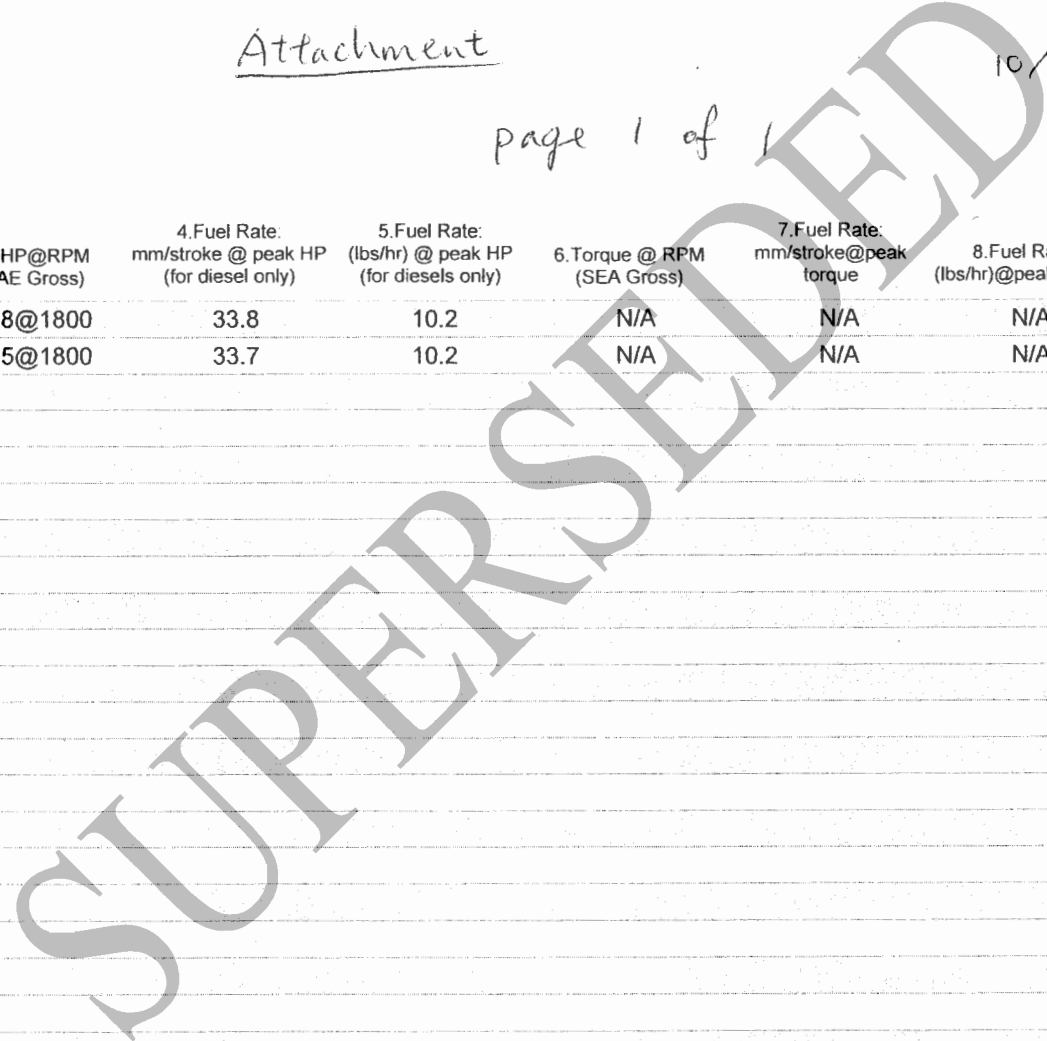 Attachment
10/
page 1 of 1
HP@RPM 4.Fuel Rate: 5.Fuel Rate: 6.Torque @ RPM 7.Fuel Rate: 8.Fuel Ra
AE Gross) mm/stroke @ peak HP (lbs/hr) @ peak HP (SEA Gross) mm/stroke@peak (lbs/hr)@peak
(for diesel only) (for diesels only) torque
8@1800 33.8 10.2 N/A N/A N/A
5@1800 33.7 10.2 N/A N/A N/A
SUPERSEDED